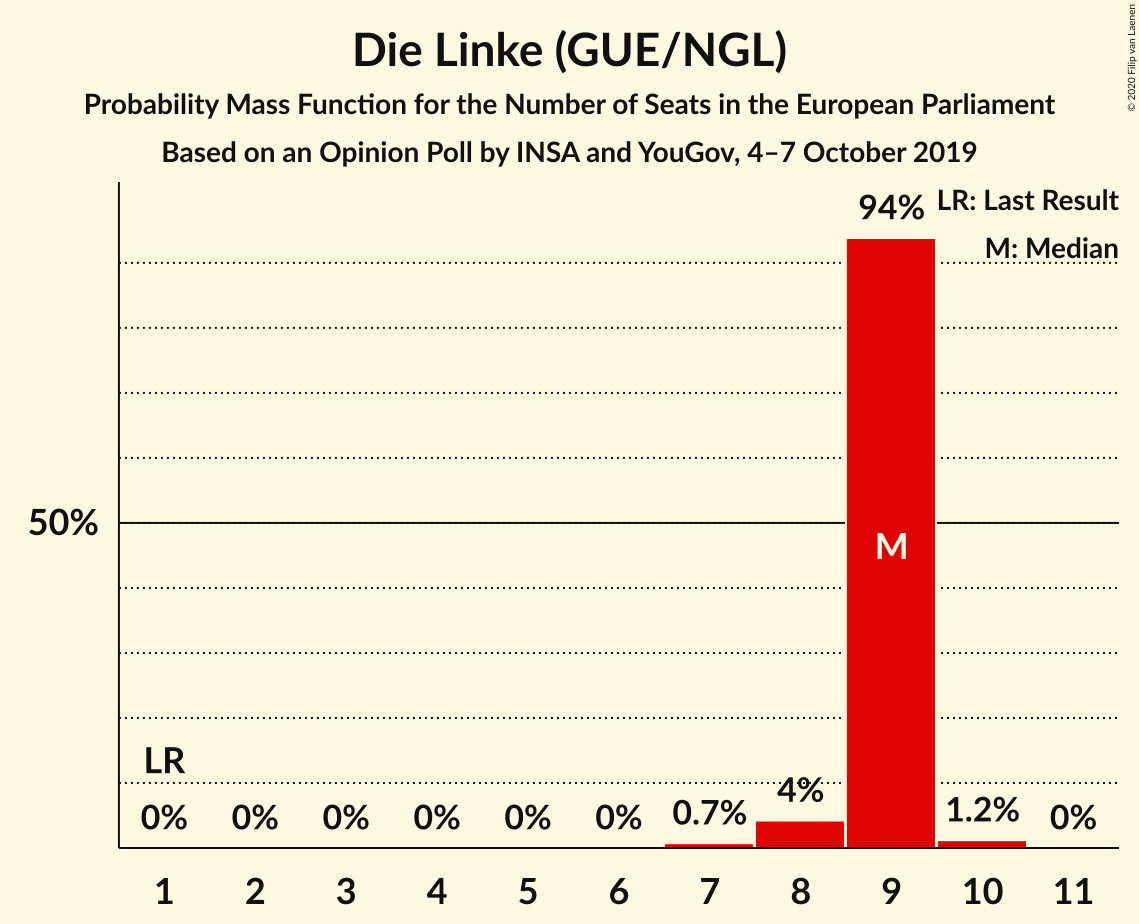 Die Linke (GUE/NGL)
Probability Mass Function for the Number of Seats in the European Parliament
Based on an Opinion Poll by INSA and YouGov, 4–7 October 2019
© 2020 Filip van Laenen
LR: Last Result
M: Median
94%
50%
M
LR
0% 0% 0% 0% 0% 0% 0.7% 4% 1.2% 0%
1 2 3 4 5 6 7 8 9 10 11